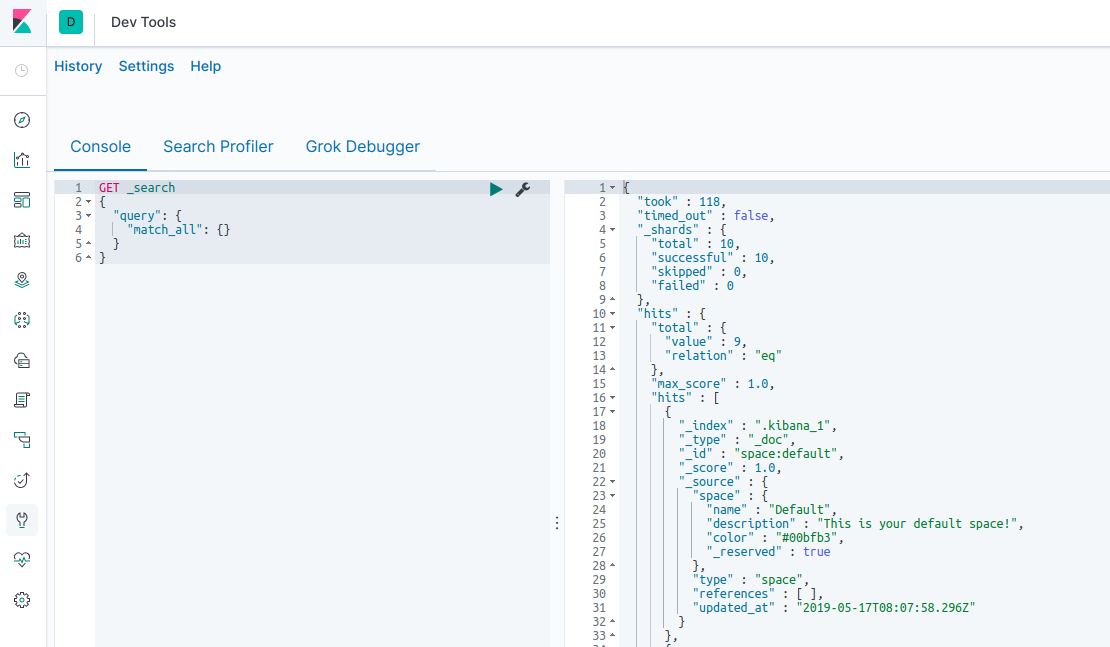 D Dev Tools
History Settings Help
Console Search Profiler Grok Debugger
1 GET _search
2 {
3 "query": {
4 "match_all": {}
5 }
6 }
1 {
2 "took" : 118,
3 "timed_out" : false,
4 "_shards" : {
5 "total" : 10,
6 "successful" : 10,
7 "skipped" : 0,
8 "failed" : 0
9 },
10 "hits" : {
11 "total" : {
12 "value" : 9,
13 "relation" : "eq"
14 },
15 "max_score" : 1.0,
16 "hits" : [
17 {
18 "_index" : ".kibana_1",
19 "_type" : "_doc",
20 "_id" : "space:default",
21 "_score" : 1.0,
22 "_source" : {
23 "space" : {
24 "name" : "Default",
25 "description" : "This is your default space!",
26 "color" : "#00bfb3",
27 "_reserved" : true
28 },
29 "type" : "space",
30 "references" : [ ],
31 "updated_at" : "2019-05-17T08:07:58.296Z"
32 }
33 },